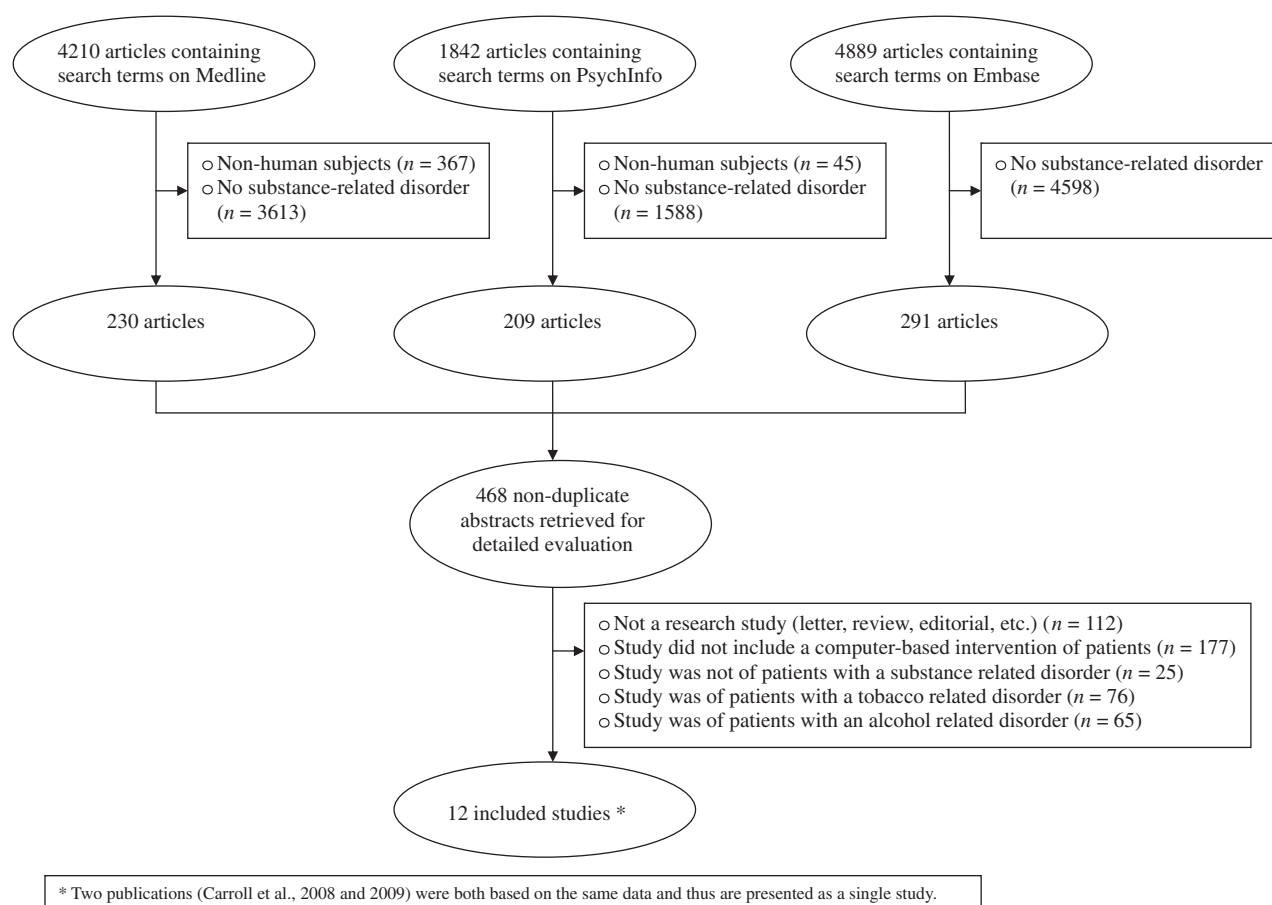 4210 articles containing
search terms on Medline
1842 articles containing
search terms on PsychInfo
4889 articles containing
search terms on Embase
○ Non-human subjects (n = 367)
○ No substance-related disorder
(n = 3613)
○ Non-human subjects (n = 45)
○ No substance-related disorder
(n = 1588)
○ No substance-related disorder
(n = 4598)
230 articles
209 articles
291 articles
468 non-duplicate
abstracts retrieved for
detailed evaluation
○ Not a research study (letter, review, editorial, etc.) (n = 112)
○ Study did not include a computer-based intervention of patients (n = 177)
○ Study was not of patients with a substance related disorder (n = 25)
○ Study was of patients with a tobacco related disorder (n = 76)
○ Study was of patients with an alcohol related disorder (n = 65)
12 included studies *
* Two publications (Carroll et al., 2008 and 2009) were both based on the same data and thus are presented as a single study.